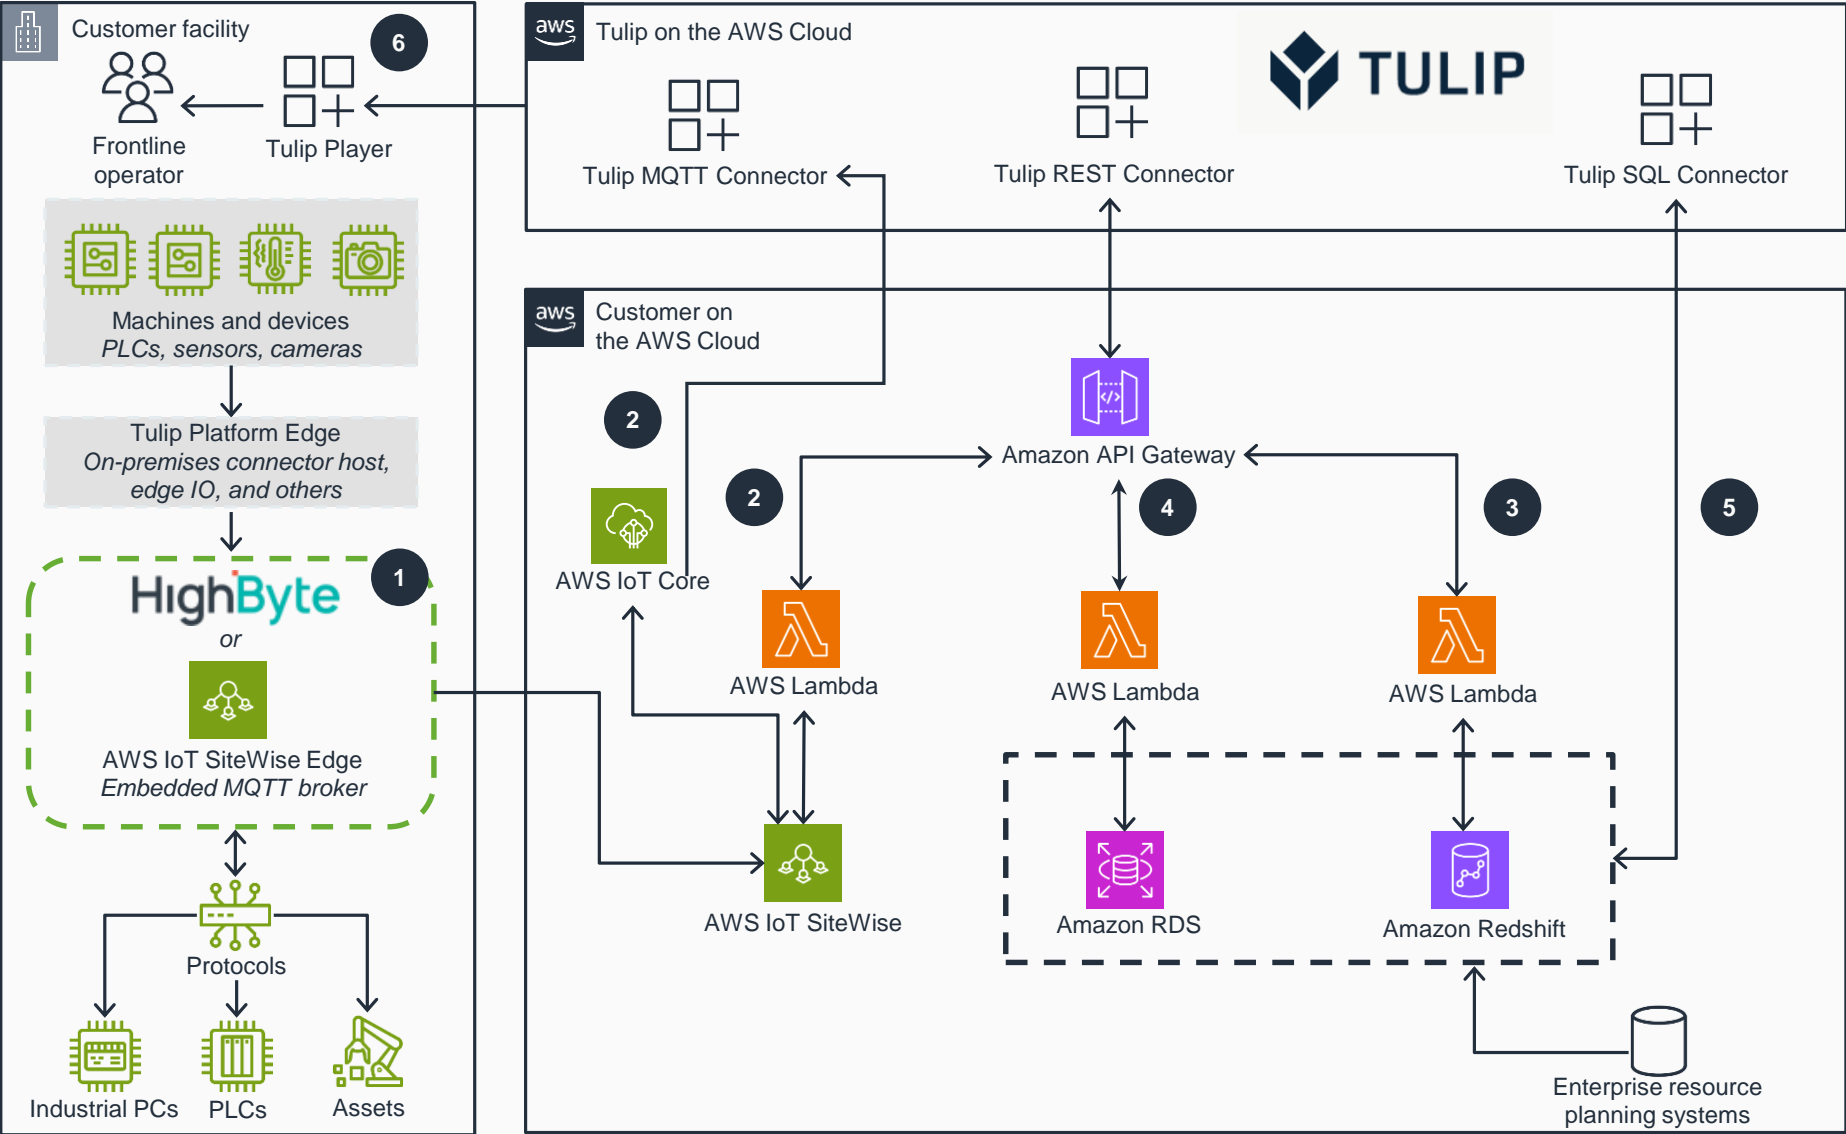 Customer facility
6
Frontline
operator
Tulip Player
Machines and devices
PLCs, sensors, cameras
Tulip Platform Edge
On-premises connector host,
edge IO, and others
HighByte
1
or
AWS IoT SiteWise Edge
Embedded MQTT broker
Protocols
Industrial PCs
PLCs
Assets
aws
Tulip on the AWS Cloud
TULIP
Tulip MQTT Connector
Tulip REST Connector
Tulip SQL Connector
aws
Customer on
the AWS Cloud
2
Amazon API Gateway
2
4
3
5
AWS IoT Core
AWS Lambda
AWS Lambda
AWS Lambda
AWS IoT SiteWise
Amazon RDS
Amazon Redshift
Enterprise resource
planning systems